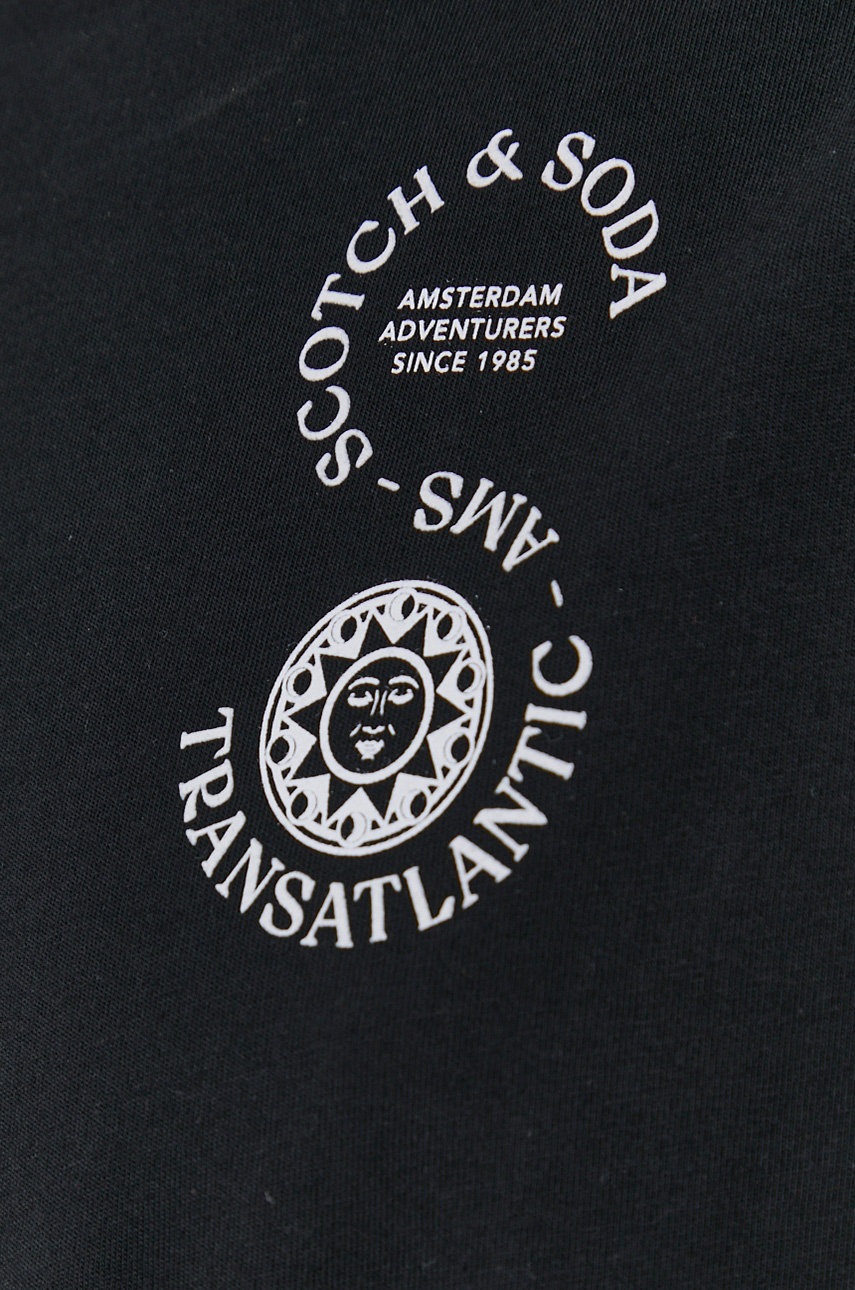 SCOTCH & SODA
AMSTERDAM
ADVENTURERS
SINCE 1985
- AMS -
TRANSATLANTIC